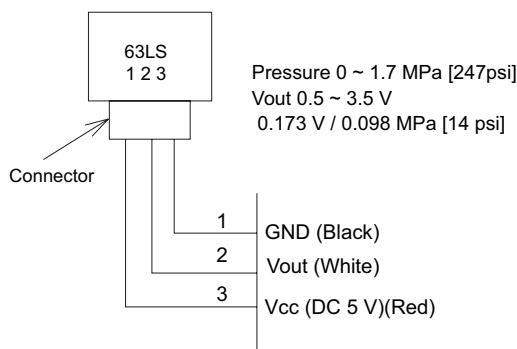 63LS
1 2 3
Pressure 0 ~ 1.7 MPa [247psi]
Vout 0.5 ~ 3.5 V
0.173 V / 0.098 MPa [14 psi]
Connector
1
GND (Black)
2
Vout (White)
3
Vcc (DC 5 V)(Red)